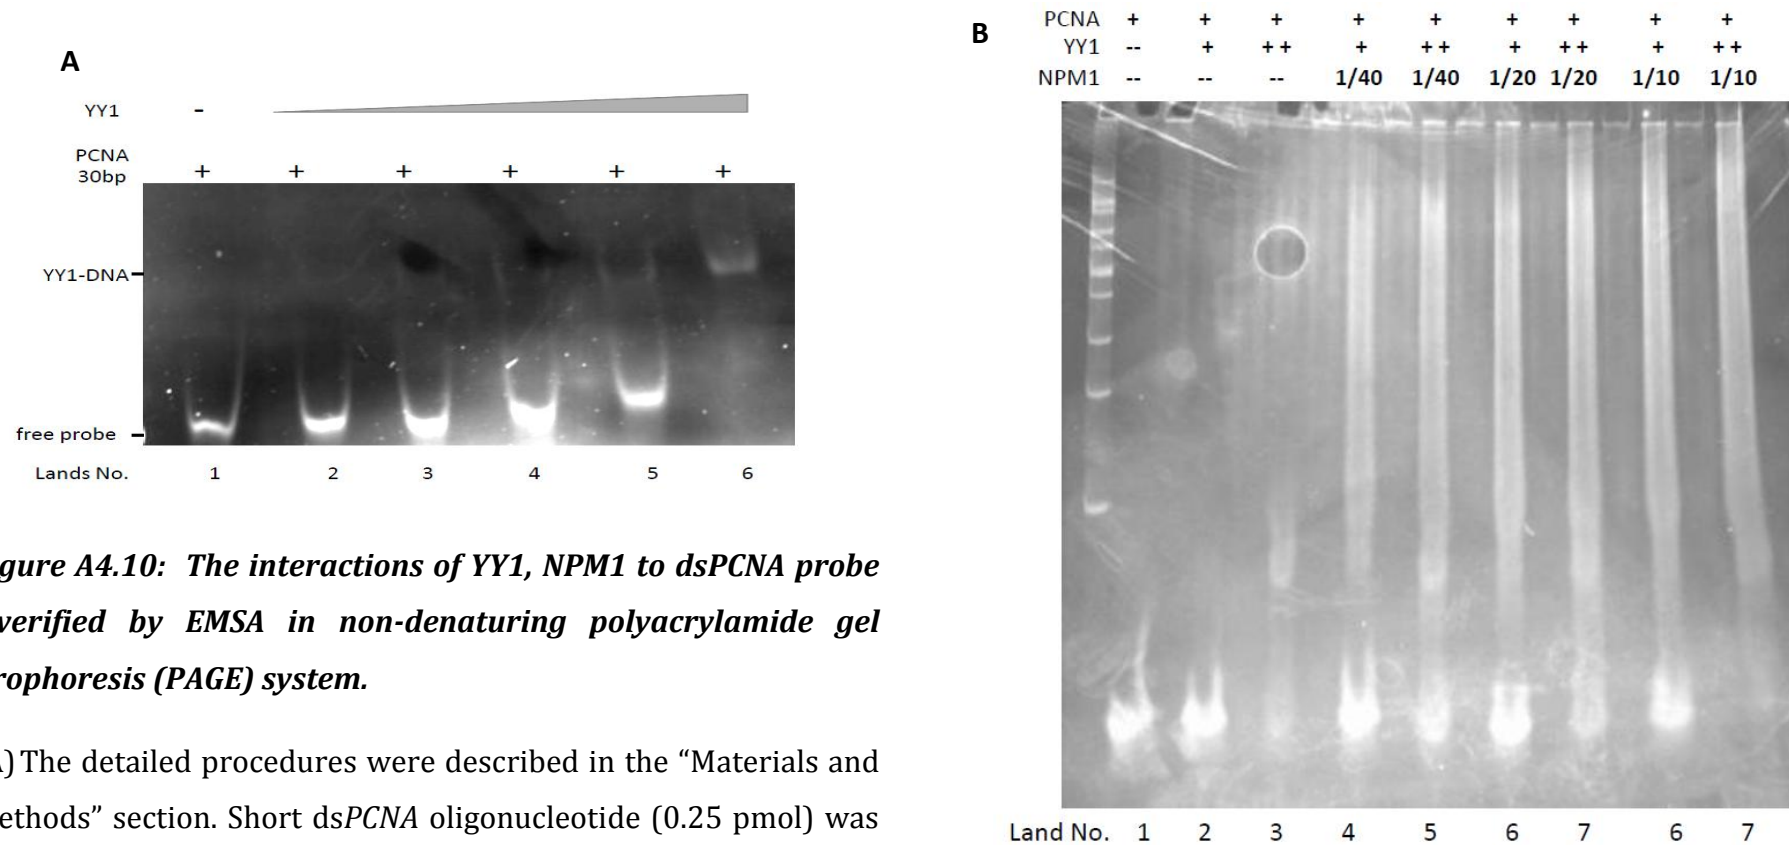 A
YY1 -
PCNA
30bp + + + + + +
YY1-DNA
free probe
Lands No. 1 2 3 4 5 6
gure A4.10: The interactions of YY1, NPM1 to dsPCNA probe
verified by EMSA in non-denaturing polyacrylamide gel
rophoresis (PAGE) system.
) The detailed procedures were described in the “Materials and
ethods” section. Short dsPCNA oligonucleotide (0.25 pmol) was
B
PCNA + + + + + + + + +
YY1 -- + ++ + ++ + ++ + ++
NPM1 -- -- -- 1/40 1/40 1/20 1/20 1/10 1/10
Land No. 1 2 3 4 5 6 7 6 7